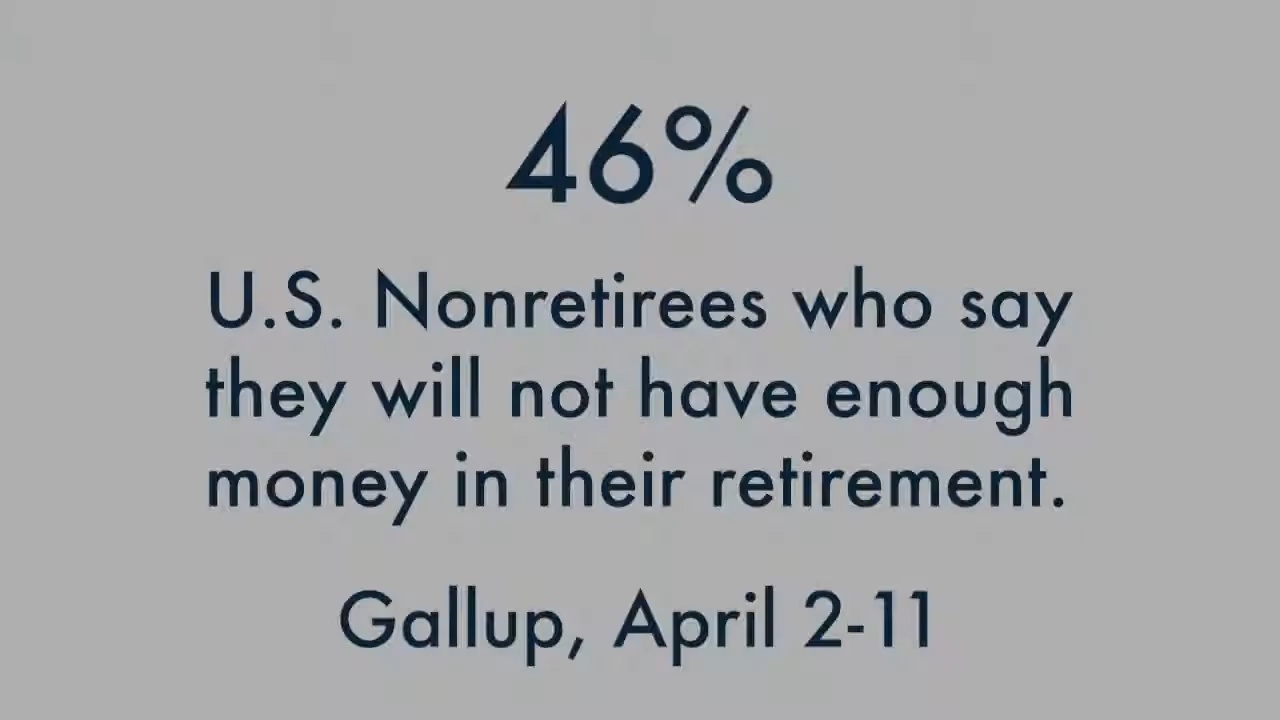 46%
U.S. Nonretirees who say
they will not have enough
money in their retirement.
Gallup, April 2-11